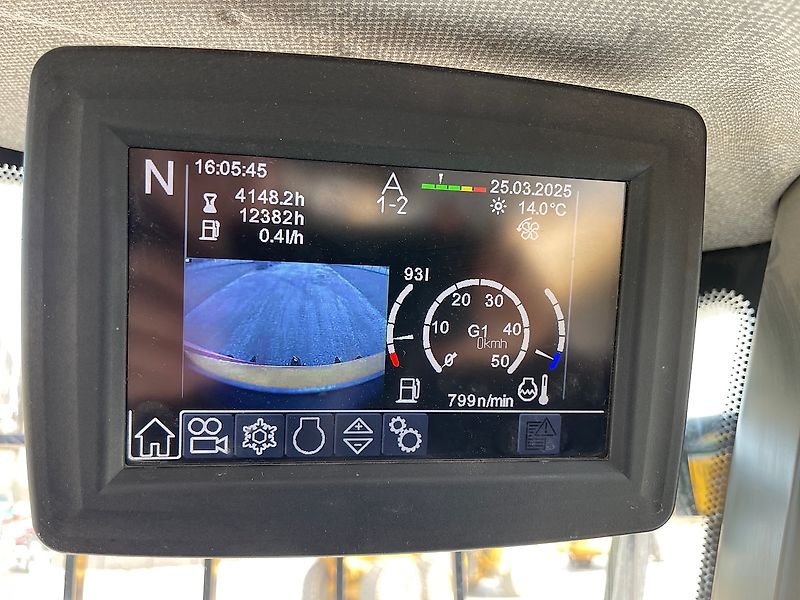 N
16:05:45
4148.2h
12382h
0.4l/h
A
1-2
25.03.2025
14.0°C
93l
10 20 30 40 50
G1
0kmh
799n/min